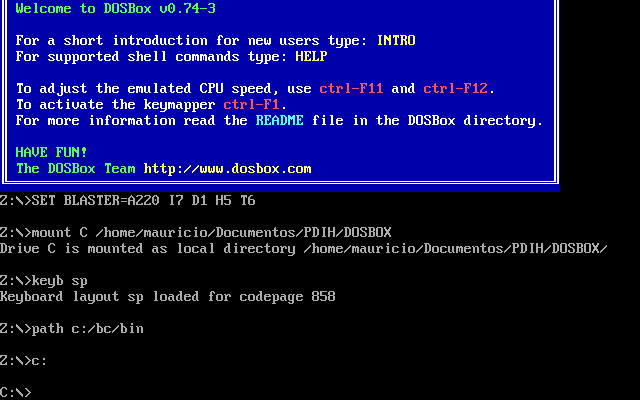 Welcome to DOSBox v0.74-3
For a short introduction for new users type: INTRO
For supported shell commands type: HELP
To adjust the emulated CPU speed, use ctrl-F11 and ctrl-F12.
To activate the keymapper ctrl-F1.
For more information read the README file in the DOSBox directory.
HAVE FUN!
The DOSBox Team http://www.dosbox.com
Z:\>SET BLASTER=A220 I7 D1 H5 T6
Z:\>mount C /home/mauricio/Documentos/PDIH/DOSBOX
Drive C is mounted as local directory /home/mauricio/Documentos/PDIH/DOSBOX/
Z:\>keyb sp
Keyboard layout sp loaded for codepage 858
Z:\>path c:/bc/bin
Z:\>c:
C:\>